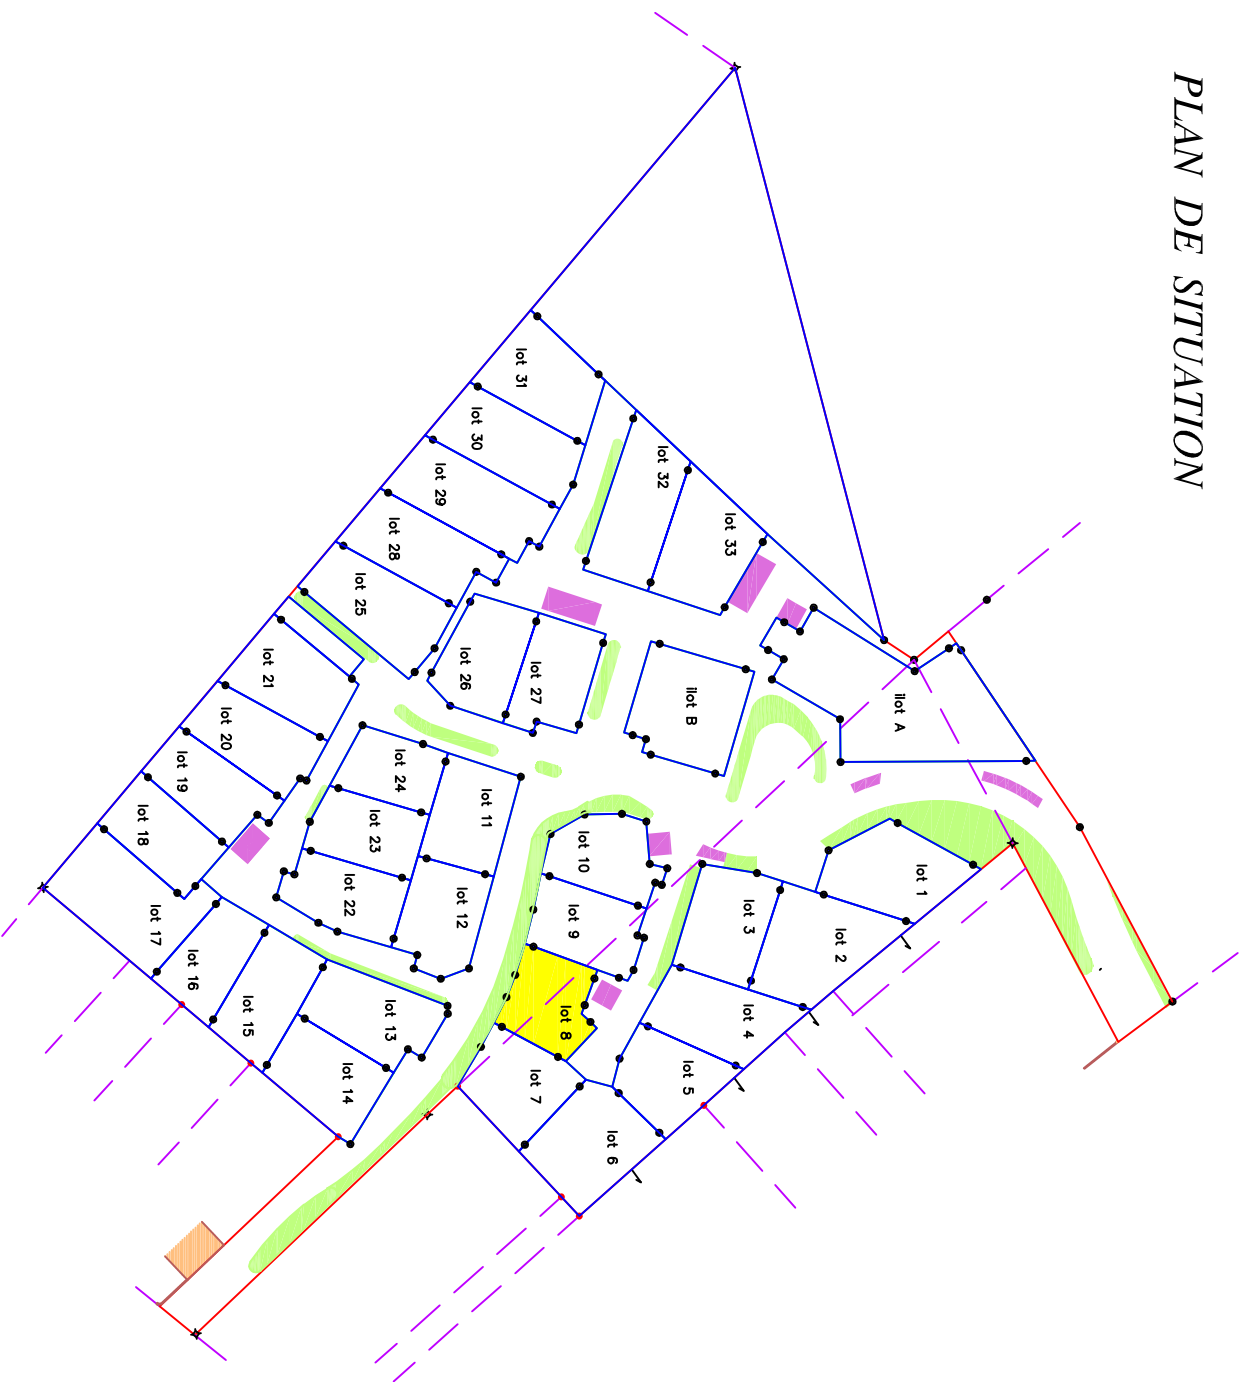 PLAN DE SITUATION
lot 31
lot 30
lot 29
lot 28
lot 25
lot 32
lot 33
lot 21
lot 20
lot 19
lot 18
lot 17
lot 16
lot 15
lot 14
lot 13
lot 26
lot 27
ilot B
ilot A
lot 24
lot 23
lot 22
lot 11
lot 12
lot 10
lot 9
lot 8
lot 7
lot 6
lot 5
lot 4
lot 3
lot 2
lot 1